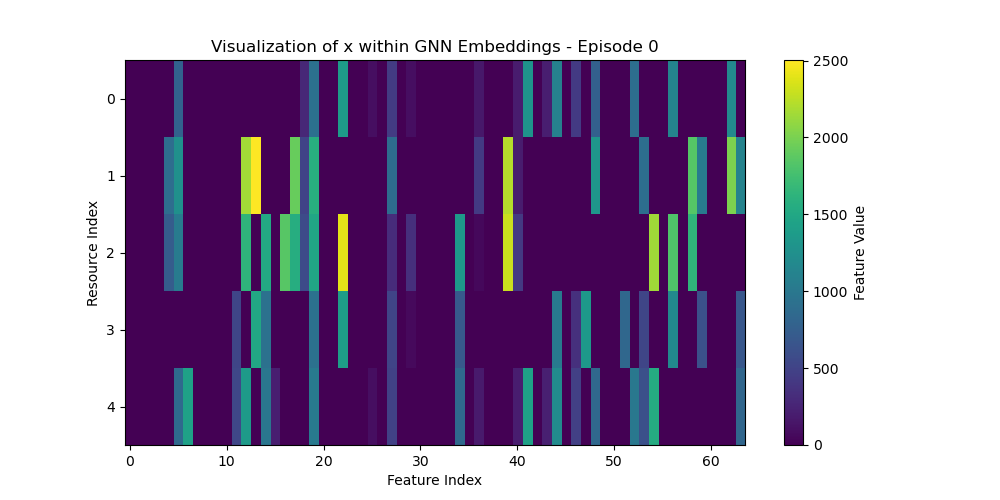 Visualization of x within GNN Embeddings - Episode 0
0
1
2
3
4
Resource Index
0 10 20 30 40 50 60
Feature Index
2500
2000
1500
1000
500
0
Feature Value